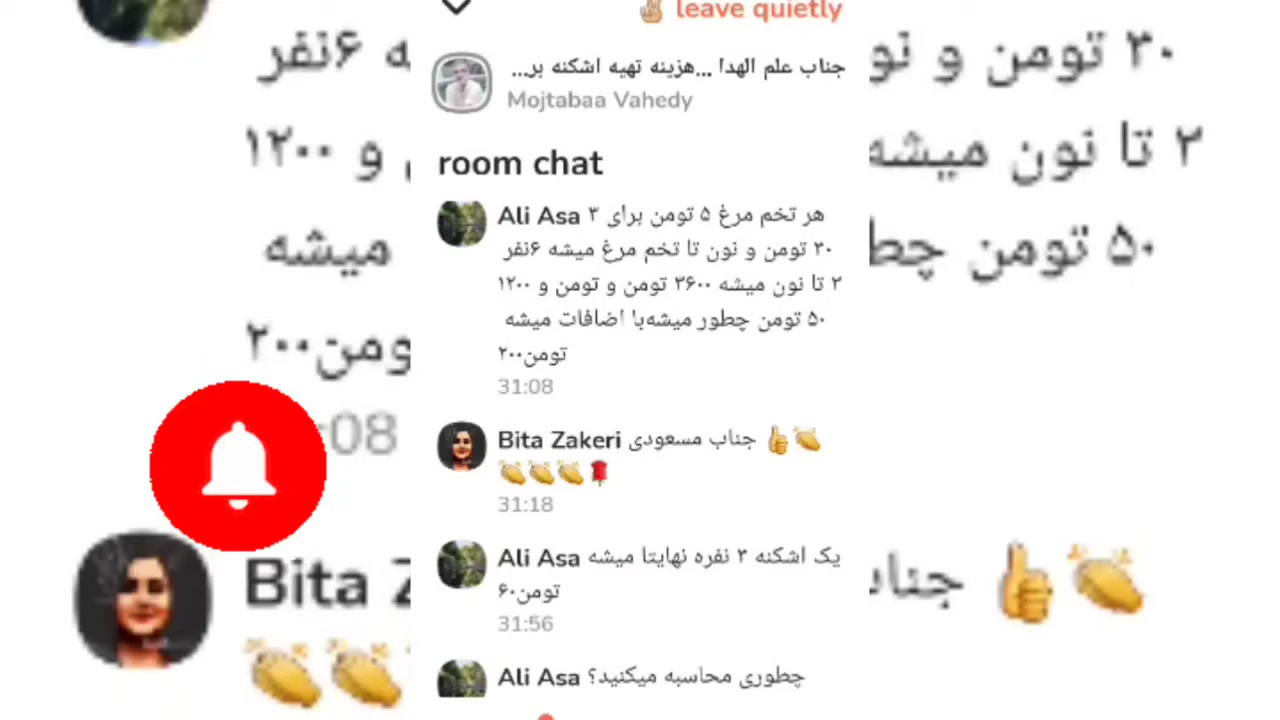 leave quietly
جناب علم الهدا ...هزینه تهیه اشکنه بر...
Mojtabaa Vahedy
room chat
Ali Asa هر تخم مرغ ۵ تومن برای ۳
۳۰ تومن و نون تا تخم مرغ میشه ۶نفر
۲ تا نون میشه ۳۶۰۰ تومن و تومن و ۱۲۰۰
۵۰ تومن چطور میشه‌با اضافات میشه
تومن۲۰۰
31:08
Bita Zakeri جناب مسعودی 👍👏
👏👏👏🌹
31:18
Ali Asa یک اشکنه ۳ نفره نهایتا میشه
تومن۶۰
31:56
Ali Asa چطوری محاسبه میکنید؟